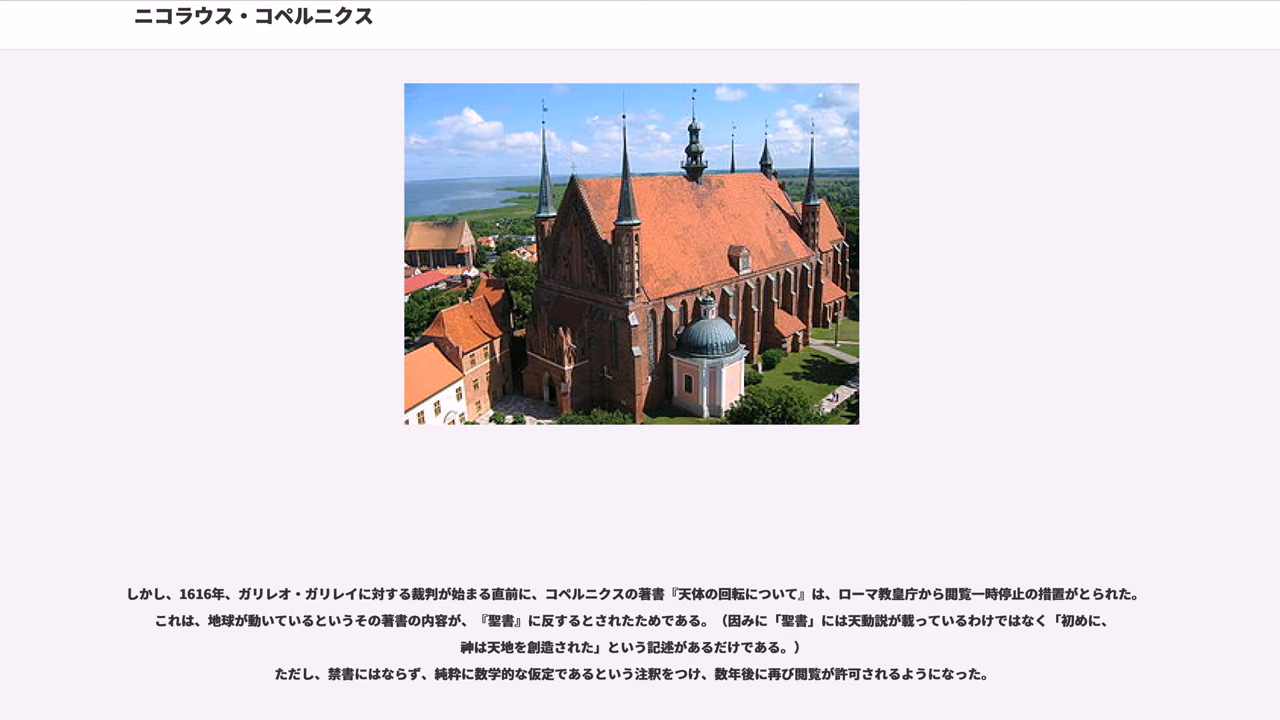 ニコラウス・コペルニクス
しかし、1616年、ガリレオ・ガリレイに対する裁判が始まる直前に、コペルニクスの著書『天体の回転について』は、ローマ教皇庁から閲覧一時停止の措置がとられた。
これは、地球が動いているというその著書の内容が、『聖書』に反するとされたためである。（因みに「聖書」には天動説が載っているわけではなく「初めに、
神は天地を創造された」という記述があるだけである。）
ただし、禁書にはならず、純粋に数学的な仮定であるという注釈をつけ、数年後に再び閲覧が許可されるようになった。